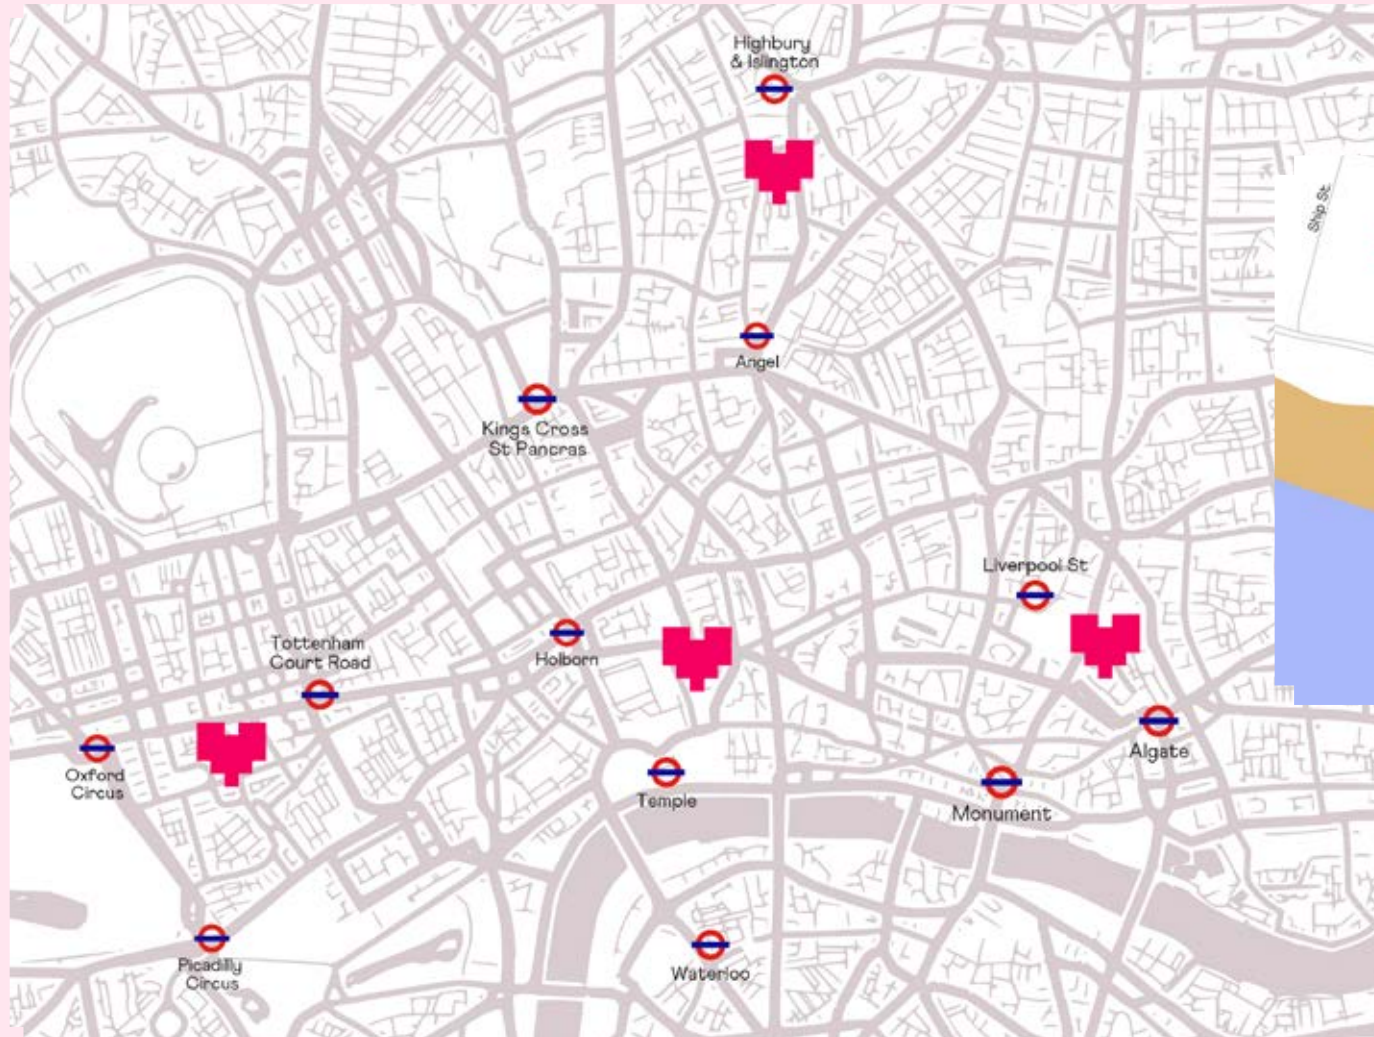 Highbury
& Islington
Ship St.
Angel
Kings Cross
St Pancras
Liverpool St
Tottenham
Court Road
Holborn
Oxford
Circus
Algate
Temple
Monument
Picadilly
Circus
Waterloo